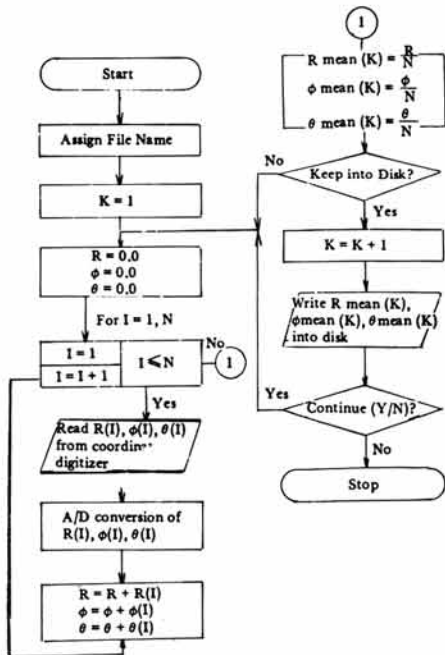 Start
Assign File Name
K = 1
R = 0.0
φ = 0.0
θ = 0.0
For I = 1, N
I = 1
I = I + 1
I ≤ N
No
1
Yes
Read R(I), φ(I), θ(I)
from coordin
digitizer
A/D conversion of
R(I), φ(I), θ(I)
R = R + R(I)
φ = φ + φ(I)
θ = θ + θ(I)
1
R mean (K) = R/N
φ mean (K) = φ/N
θ mean (K) = θ/N
Keep into Disk?
No
Yes
K = K + 1
Write R mean (K),
φmean (K), θmean (K)
into disk
Continue (Y/N)?
Yes
No
Stop